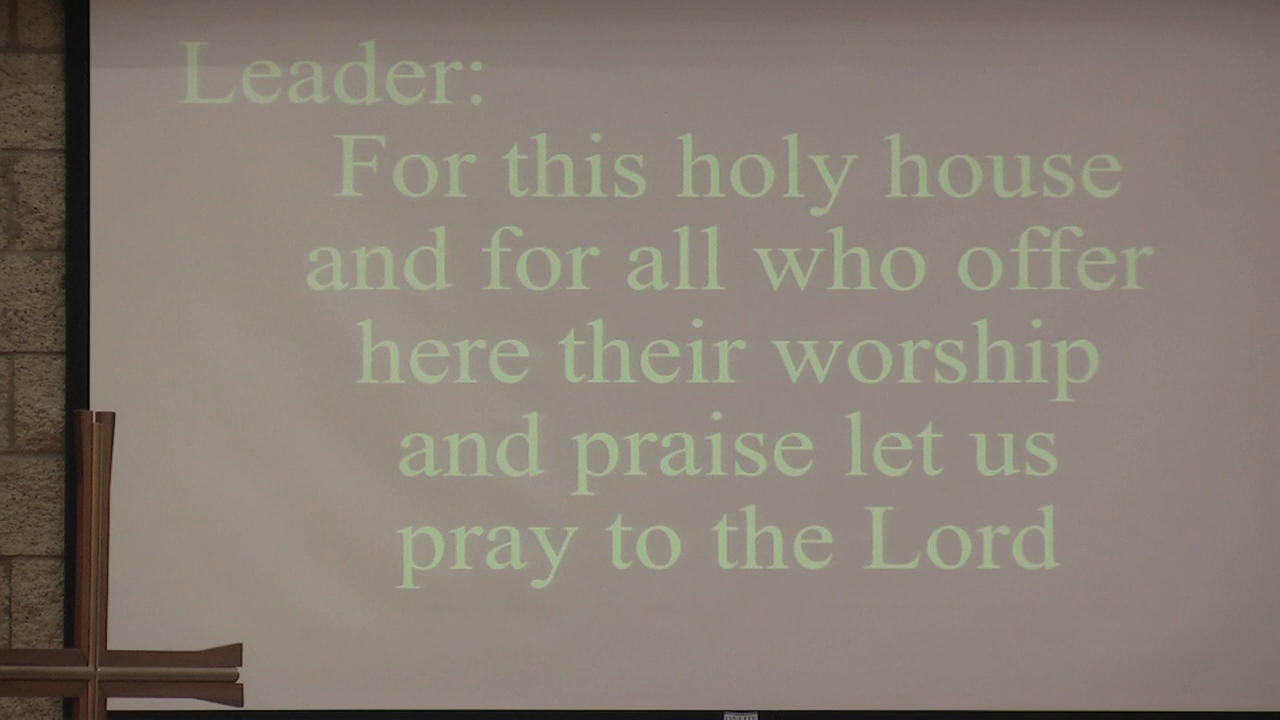 Leader:
For this holy house
and for all who offer
here their worship
and praise let us
pray to the Lord